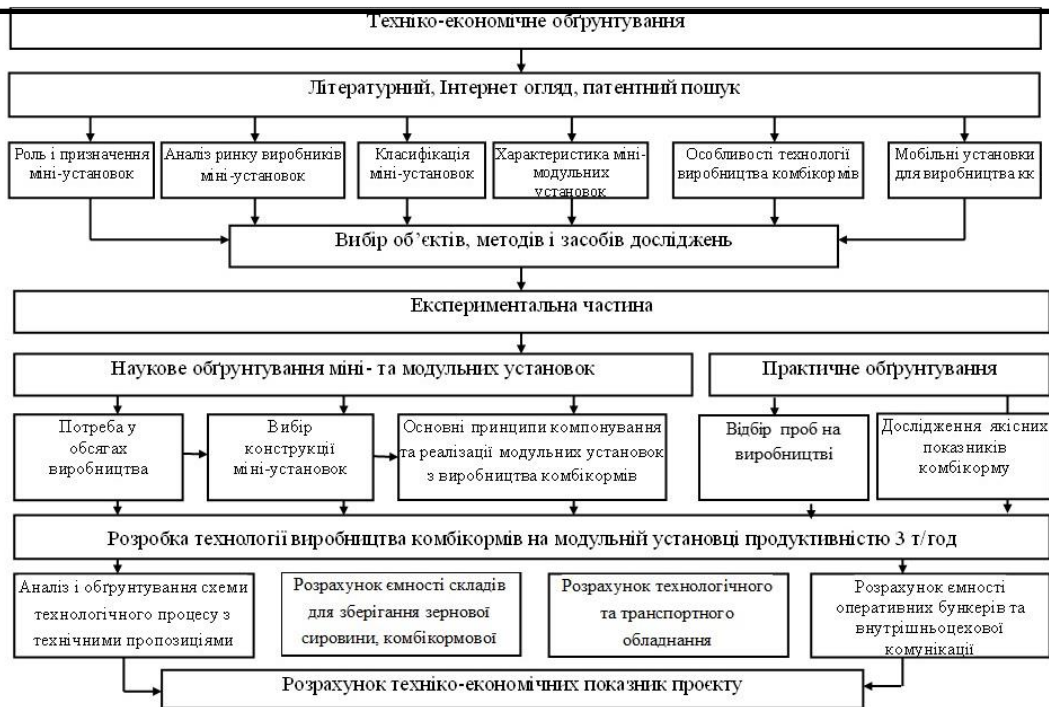 Техніко-економічне обґрунтування
Літературний, Інтернет огляд, патентний пошук
Роль і призначення
міні-установок
Аналіз ринку виробників
міні-установок
Класифікація
міні-установок
Характеристика міні-
модульних
установок
Особливості технології
виробництва комбікормів
Мобільні установки
для виробництва кк
Вибір об’єктів, методів і засобів досліджень
Експериментальна частина
Наукове обґрунтування міні- та модульних установок
Практичне обґрунтування
Потреба у
обсягах
виробництва
Вибір
конструкції
міні-установок
Основні принципи компонування
та реалізації модульних установок
з виробництва комбікормів
Відбір проб на
виробництві
Дослідження якісних
показників
комбікорму
Розробка технології виробництва комбікормів на модульній установці продуктивністю 3 т/год
Аналіз і обґрунтування схеми
технологічного процесу з
технічними пропозиціями
Розрахунок ємності складів
для зберігання зернової
сировини, комбікормової
Розрахунок технологічного
та транспортного
обладнання
Розрахунок ємності
оперативних бункерів та
внутрішньоцехової
комунікації
Розрахунок техніко-економічних показник проєкту